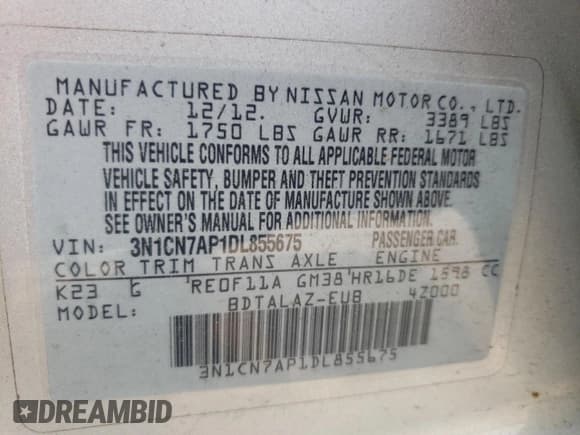 MANUFACTURED BY NISSAN MOTOR CO., LTD.
DATE: 12/12. GVWR: 3389 LBS
GAWR FR: 1750 LBS GAWR RR: 1671 LBS
THIS VEHICLE CONFORMS TO ALL APPLICABLE FEDERAL MOTOR
VEHICLE SAFETY, BUMPER AND THEFT PREVENTION STANDARDS
IN EFFECT ON THE DATE OF MANUFACTURE SHOWN ABOVE.
SEE OWNER'S MANUAL FOR ADDITIONAL INFORMATION.
VIN: 3N1CN7AP1DL855675 PASSENGER CAR
COLOR TRIM TRANS AXLE ENGINE
K23 G RE0F11A GM38 HR16DE 1598 CC
MODEL: BDTALAZ-EUB 4Z000
3N1CN7AP1DL855675
DREAMBID